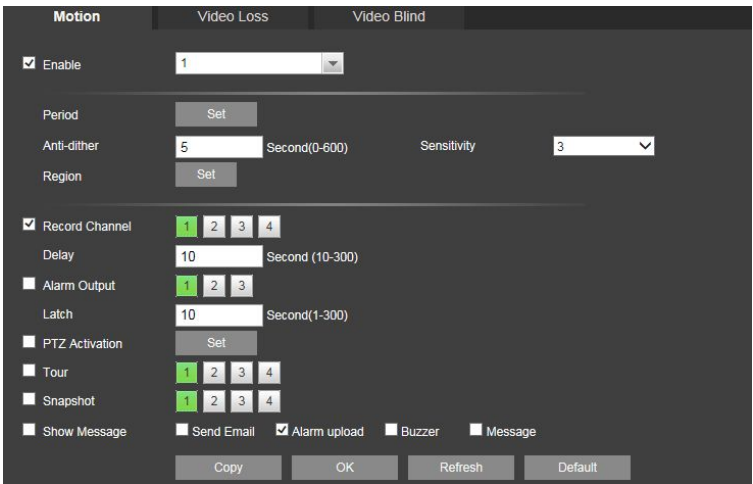 Motion Video Loss Video Blind
Enable 1
Period Set
Anti-dither 5 Second(0-600) Sensitivity 3
Region Set
Record Channel 1 2 3 4
Delay 10 Second (10-300)
Alarm Output 1 2 3
Latch 10 Second(1-300)
PTZ Activation Set
Tour 1 2 3 4
Snapshot 1 2 3 4
Show Message Send Email Alarm upload Buzzer Message
Copy OK Refresh Default